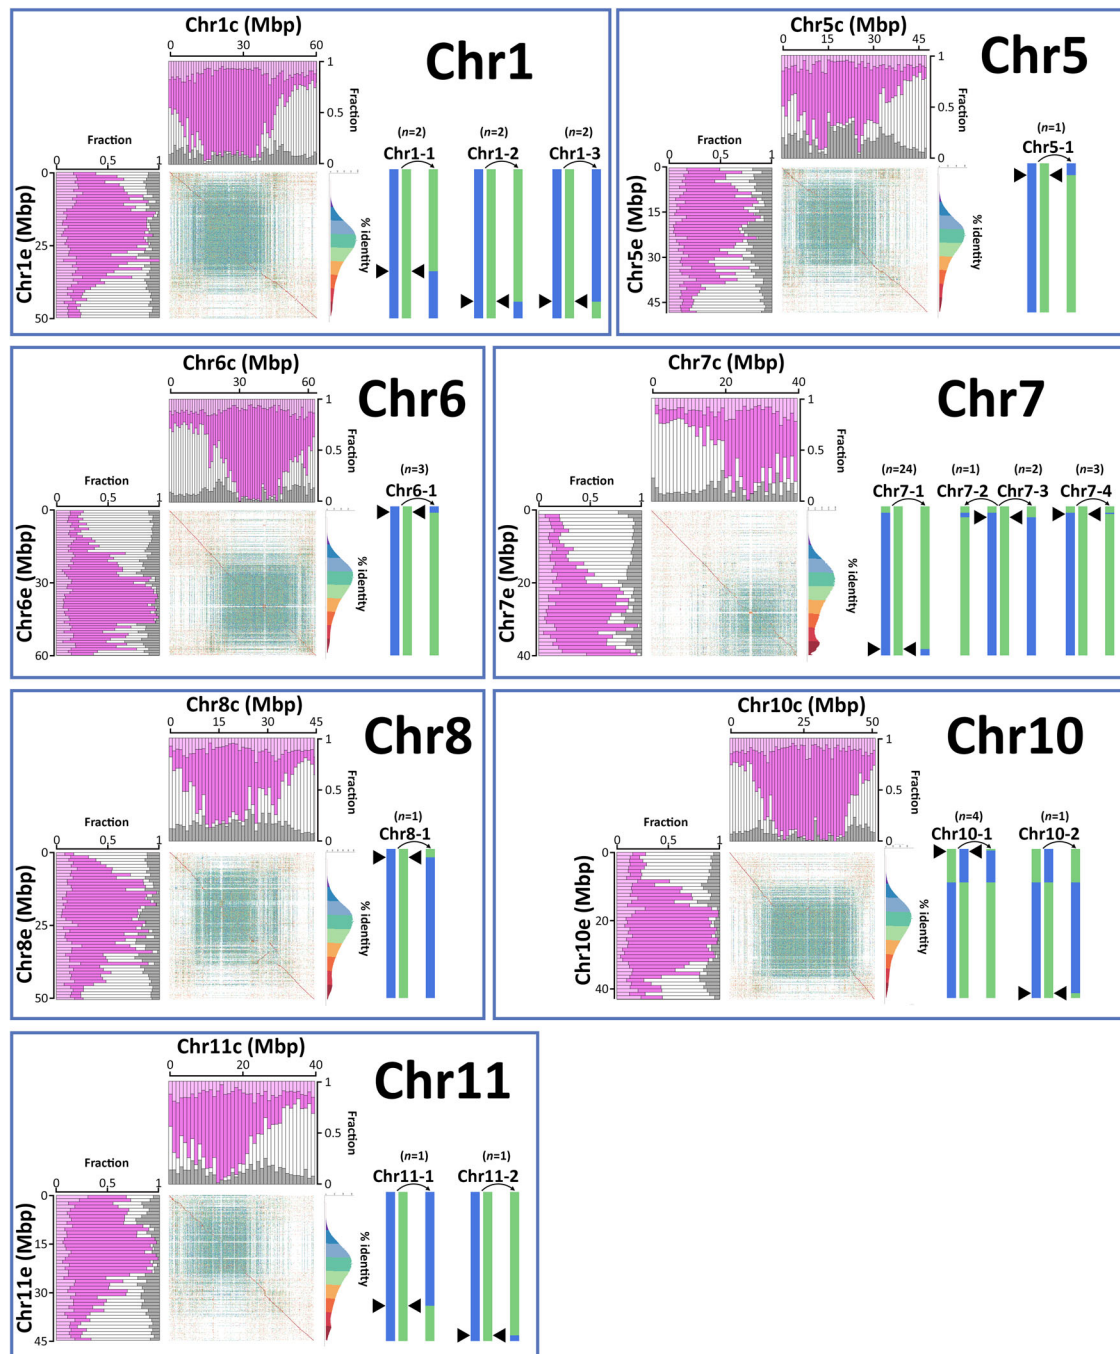 Chr1c (Mbp)
Chr1
0 30 60
1
0.5
0
Fraction
Fraction
0 0,5 1
Chr1e (Mbp)
0
25
50
% identity
(n=2)
Chr1-1
(n=2)
Chr1-2
(n=2)
Chr1-3
Chr5c (Mbp)
Chr5
0 15 30 45
1
0.5
0
Fraction
Fraction
0 0,5 1
Chr5e (Mbp)
0
15
30
45
% identity
(n=1)
Chr5-1
Chr6c (Mbp)
Chr6
0 30 60
1
0.5
0
Fraction
Fraction
0 0.5 1
Chr6e (Mbp)
0
30
60
% identity
(n=3)
Chr6-1
Chr7c (Mbp)
Chr7
0 20 40
1
0.5
0
Fraction
Fraction
0 0.5 1
Chr7e (Mbp)
0
20
40
% identity
(n=24)
Chr7-1
(n=1)
Chr7-2
(n=2)
Chr7-3
(n=3)
Chr7-4
Chr8c (Mbp)
Chr8
0 15 30 45
1
0.5
0
Fraction
Fraction
0 0,5 1
Chr8e (Mbp)
0
25
50
% identity
(n=1)
Chr8-1
Chr10c (Mbp)
Chr10
0 25 50
1
0.5
0
Fraction
Fraction
0 0.5 1
Chr10e (Mbp)
0
20
40
% identity
(n=4)
Chr10-1
(n=1)
Chr10-2
Chr11c (Mbp)
Chr11
0 20 40
1
0.5
0
Fraction
Fraction
0 0.5 1
Chr11e (Mbp)
0
15
30
45
% identity
(n=1)
Chr11-1
(n=1)
Chr11-2